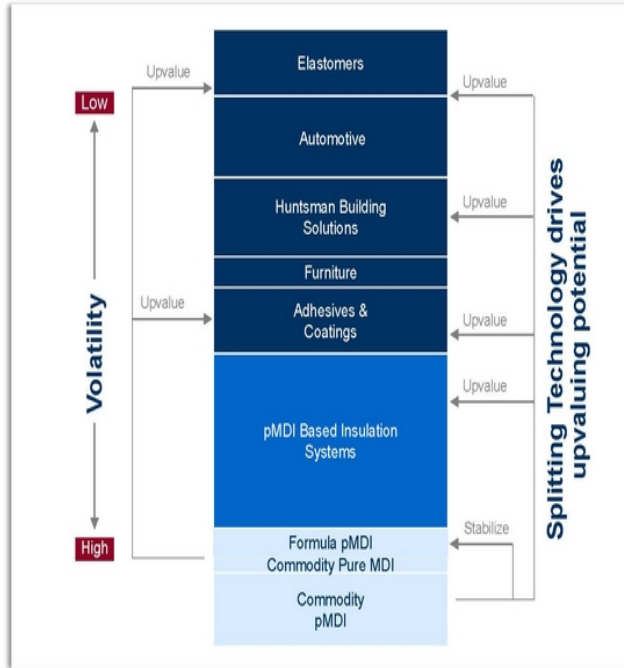 Elastomers
Upvalue
Upvalue
Low
Automotive
Huntsman Building
Solutions
Upvalue
Furniture
Upvalue
Adhesives &
Coatings
Upvalue
Upvalue
pMDI Based Insulation
Systems
Stabilize
High
Formula pMDI
Commodity Pure MDI
Commodity
pMDI
Volatility
Splitting Technology drives
upvaluing potential